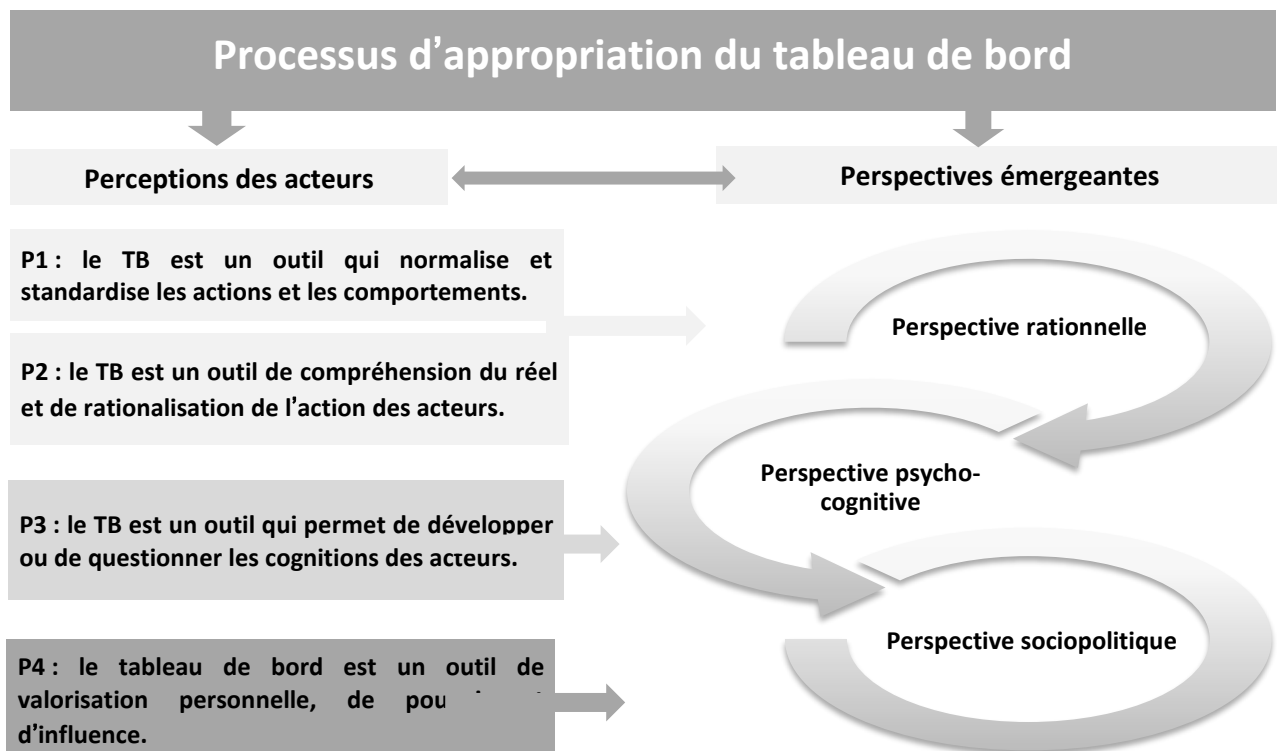 Processus d’appropriation du tableau de bord
Perceptions des acteurs
Perspectives émergeantes
P1 : le TB est un outil qui normalise et
standardise les actions et les comportements.
P2 : le TB est un outil de compréhension du réel
et de rationalisation de l’action des acteurs.
P3 : le TB est un outil qui permet de développer
ou de questionner les cognitions des acteurs.
P4 : le tableau de bord est un outil de
valorisation personnelle, de
d’influence.
Perspective rationnelle
Perspective psycho-
cognitive
Perspective sociopolitique